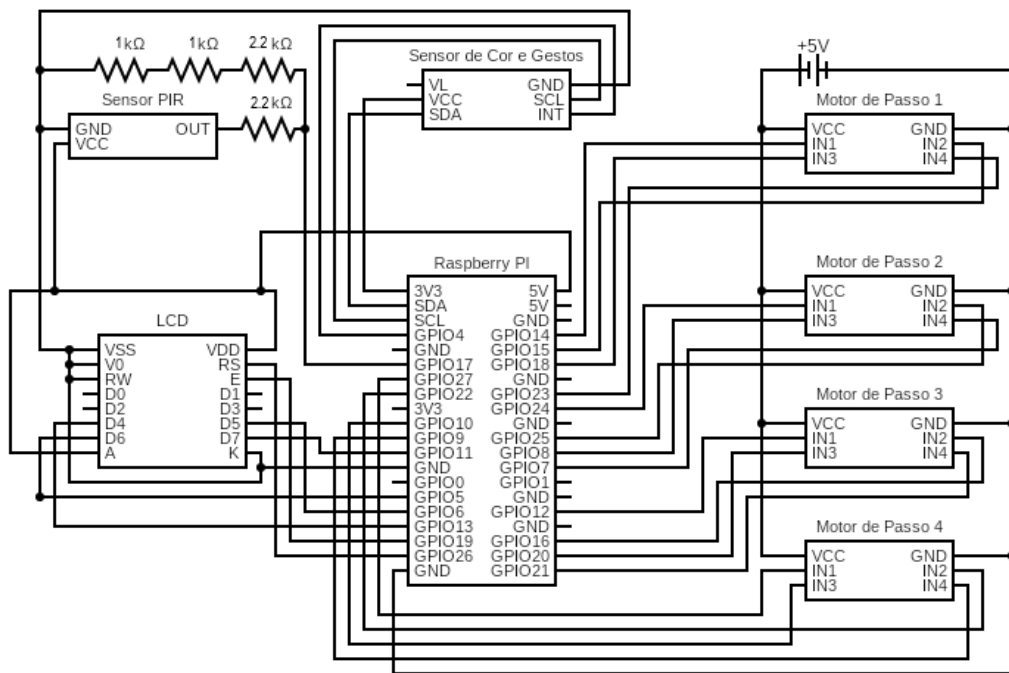 1kΩ 1kΩ 2.2kΩ
Sensor PIR
2.2kΩ
GND OUT
VCC
Sensor de Cor e Gestos
VL GND
VCC SCL
SDA INT
+5V
Motor de Passo 1
VCC GND
IN1 IN2
IN3 IN4
Raspberry PI
3V3 5V
SDA 5V
SCL GND
GPIO4 GPIO14
GND GPIO15
GPIO17 GPIO18
GPIO27 GND
GPIO22 GPIO23
3V3 GPIO24
GPIO10 GND
GPIO9 GPIO25
GPIO11 GPIO8
GND GPIO7
GPIO0 GPIO1
GPIO5 GND
GPIO6 GPIO12
GPIO13 GND
GPIO19 GPIO16
GPIO26 GPIO20
GND GPIO21
LCD
VSS VDD
V0 RS
RW E
D0 D1
D2 D3
D4 D5
D6 D7
A K
Motor de Passo 2
VCC GND
IN1 IN2
IN3 IN4
Motor de Passo 3
VCC GND
IN1 IN2
IN3 IN4
Motor de Passo 4
VCC GND
IN1 IN2
IN3 IN4